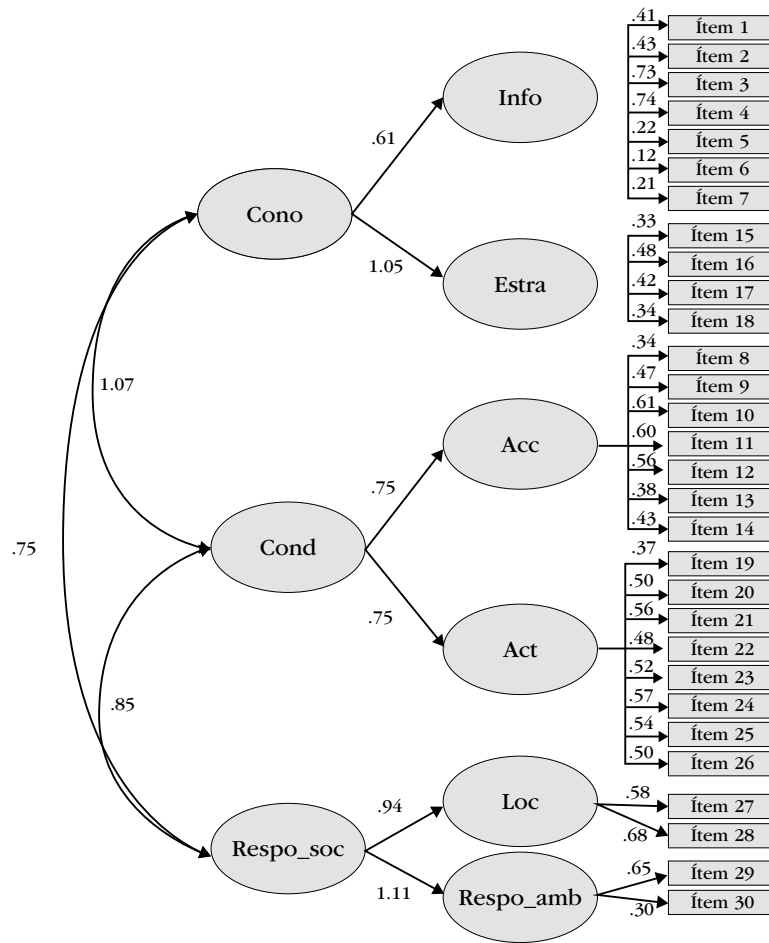 .41 Ítem 1
.43 Ítem 2
.73 Ítem 3
.74 Ítem 4
.22 Ítem 5
.12 Ítem 6
.21 Ítem 7
Info
.61
Cono
1.05
Estra
.33 Ítem 15
.48 Ítem 16
.42 Ítem 17
.34 Ítem 18
.34 Ítem 8
.47 Ítem 9
.61 Ítem 10
.60 Ítem 11
.56 Ítem 12
.38 Ítem 13
.43 Ítem 14
1.07
Acc
.75
.75
Cond
.75
Act
.37 Ítem 19
.50 Ítem 20
.56 Ítem 21
.48 Ítem 22
.52 Ítem 23
.57 Ítem 24
.54 Ítem 25
.50 Ítem 26
.85
Loc
.94
.58 Ítem 27
.68 Ítem 28
Respo_soc
1.11
Respo_amb
.65 Ítem 29
.30 Ítem 30